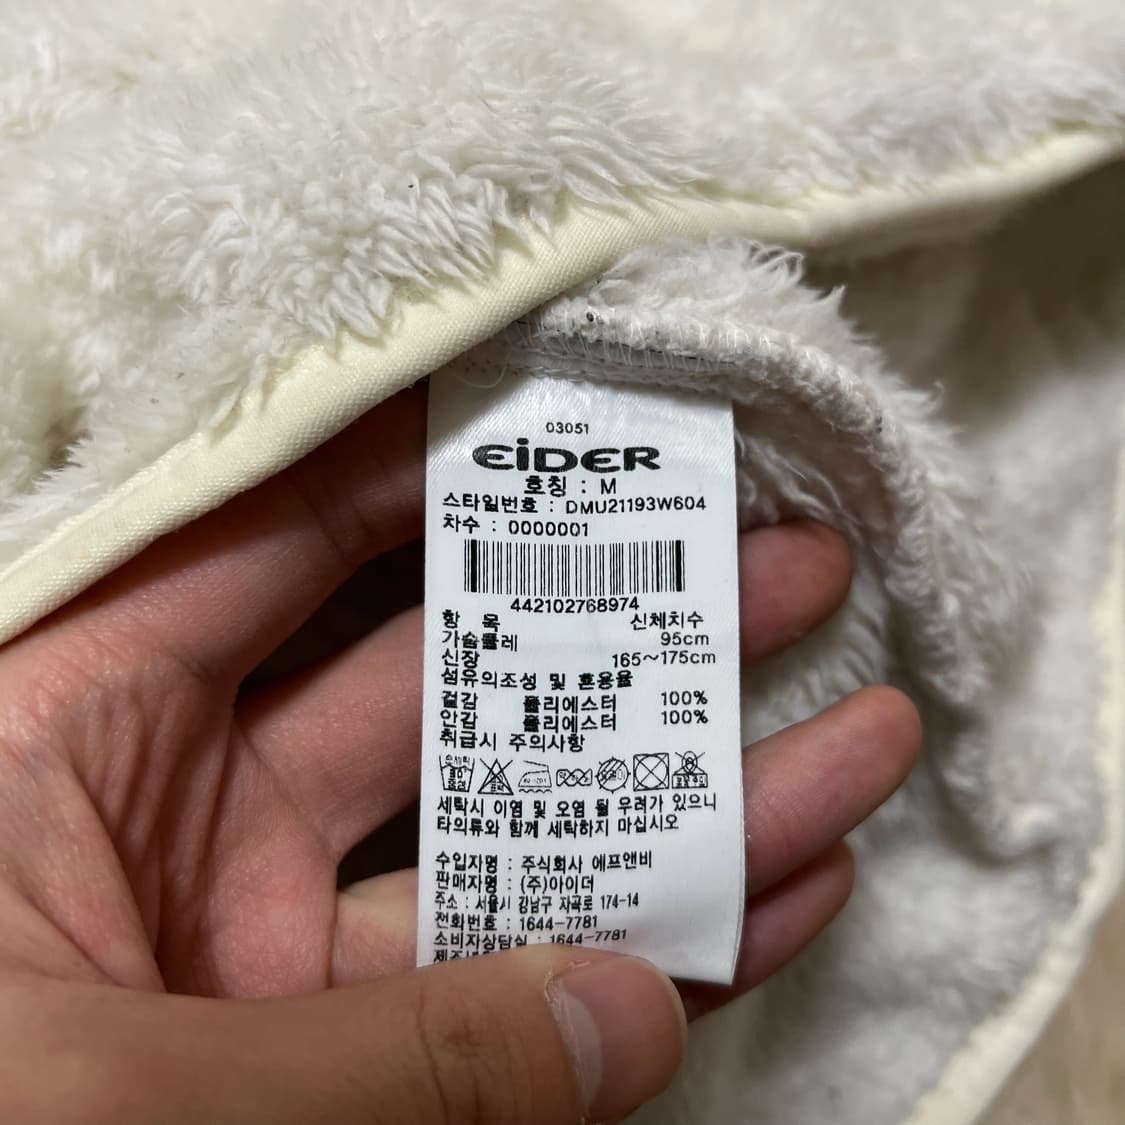 03051
EiDER
호칭 : M
스타일번호 : DMU21193W604
차수 : 0000001
442102768974
항 목 신체치수
가슴둘레 95cm
신장 165~175cm
섬유의조성 및 혼용율
겉감 폴리에스터 100%
안감 폴리에스터 100%
취급시 주의사항
세탁시 이염 및 오염 될 우려가 있으니
타의류와 함께 세탁하지 마십시오
수입자명 : 주식회사 에프앤비
판매자명 : (주)아이더
주소 : 서울시 강남구 자곡로 174-14
전화번호 : 1644-7781
소비자상담실 : 1644-7781